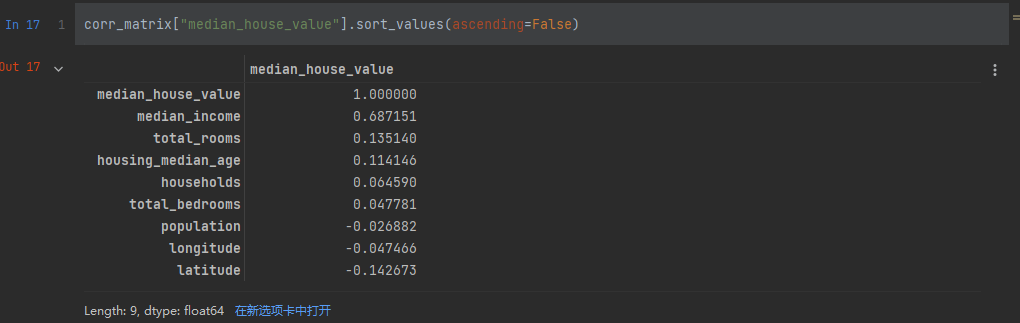 In 17 1 corr_matrix["median_house_value"].sort_values(ascending=False)
Out 17
median_house_value
median_house_value 1.000000
median_income 0.687151
total_rooms 0.135140
housing_median_age 0.114146
households 0.064590
total_bedrooms 0.047781
population -0.026882
longitude -0.047466
latitude -0.142673
Length: 9, dtype: float64 在新选项卡中打开